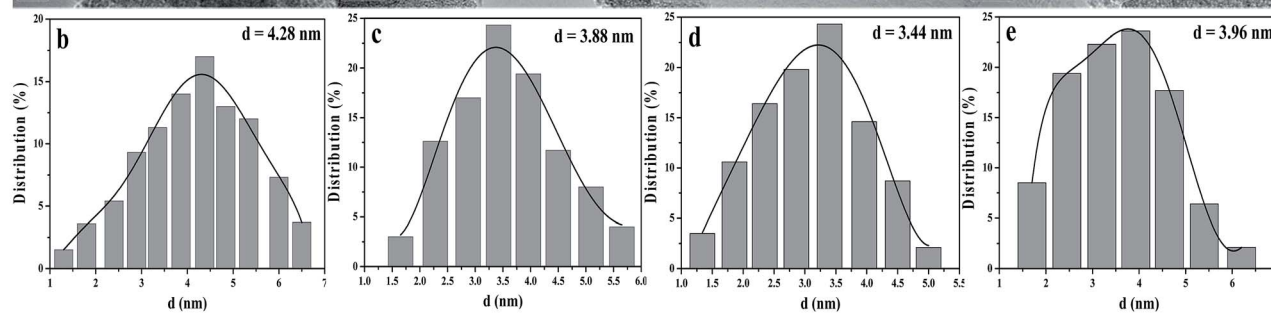 b
d = 4.28 nm
Distribution (%)
20
15
10
5
0
1 2 3 4 5 6 7
d (nm)
c
d = 3.88 nm
Distribution (%)
25
20
15
10
5
0
1.0 1.5 2.0 2.5 3.0 3.5 4.0 4.5 5.0 5.5 6.0
d (nm)
d
d = 3.44 nm
Distribution (%)
25
20
15
10
5
0
1.0 1.5 2.0 2.5 3.0 3.5 4.0 4.5 5.0 5.5
d (nm)
e
d = 3.96 nm
Distribution (%)
25
20
15
10
5
0
2 3 4 5 6
d (nm)